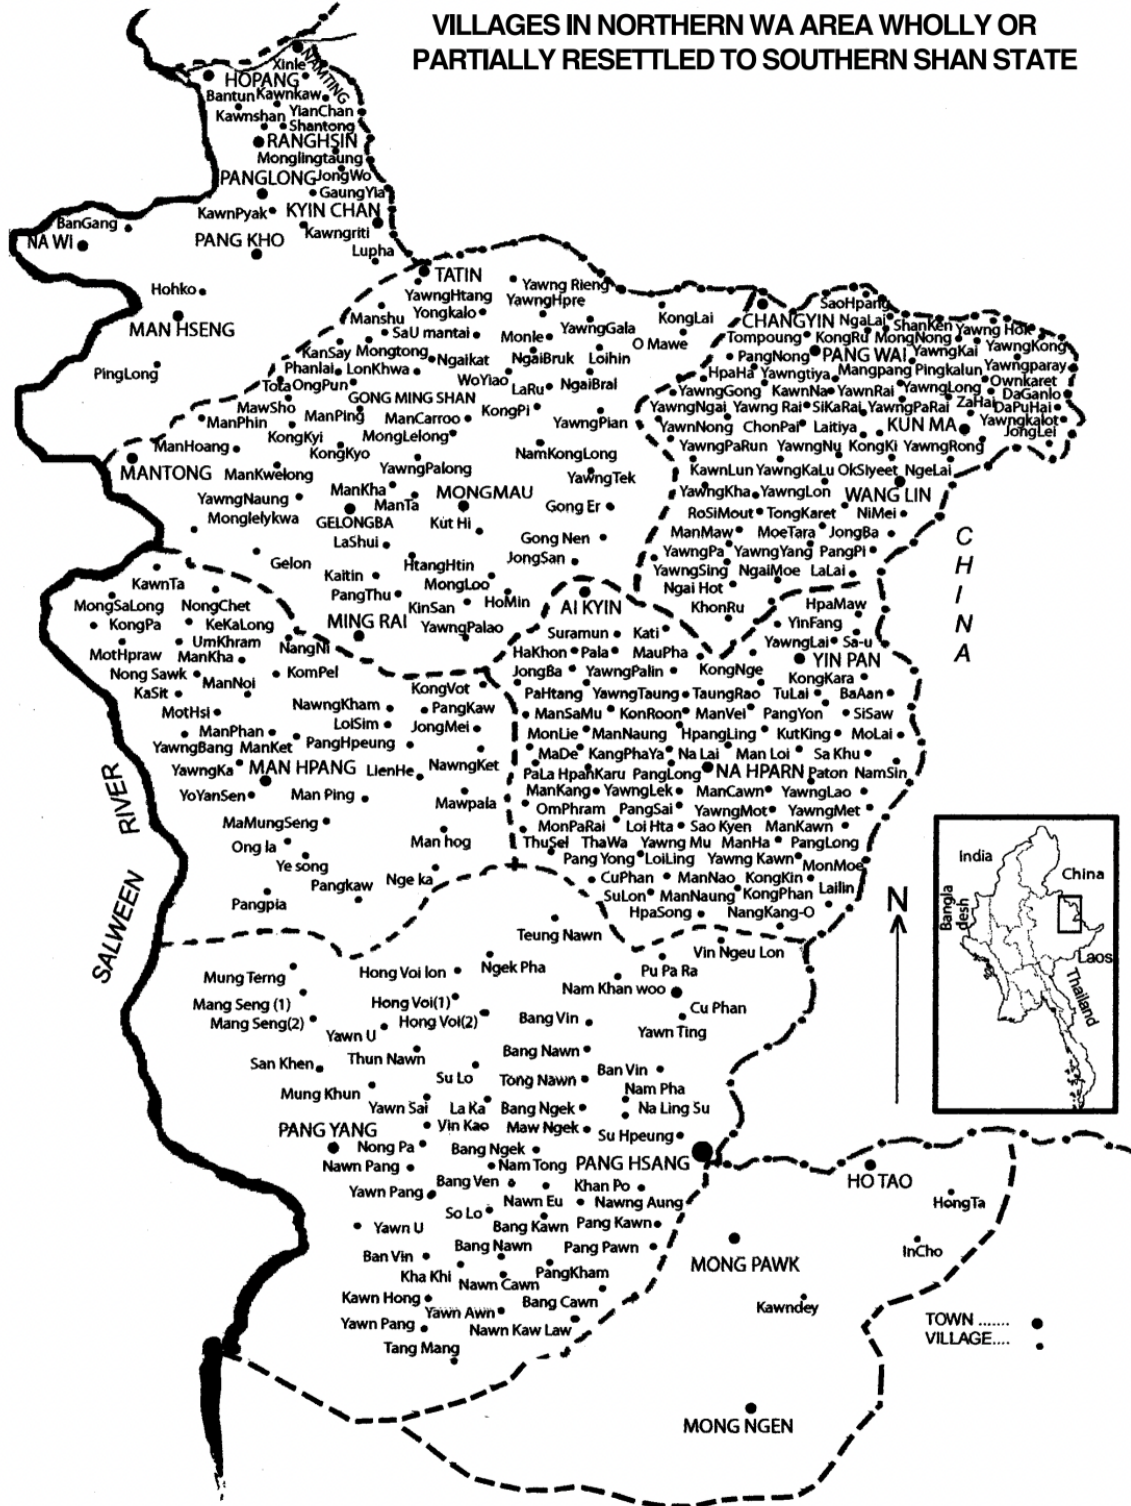 VILLAGES IN NORTHERN WA AREA WHOLLY OR
PARTIALLY RESETTLED TO SOUTHERN SHAN STATE
Xinle
NAMTING
HOPANG
Bantun Kawnkaw
Kawnshan YianChan
Shantong
RANGHSIN
Monglingtaung
PANGLONG JongWo
GaungYia
KawnPyak KYIN CHAN
BanGang
NA WI PANG KHO Kawngriti
Lupha
Hohko
MAN HSENG
PingLong
TATIN
YawngHtang
Yawng Rieng
YawngHpre
Manshu Yongkalo
SaU mantai
YawngGala
KongLai
Monle
O Mawe
KanSay Mongtong
Ngaikat
NgaiBruk Loihin
Phanlai LonKhwa
WoYiao
Tota OngPun
LaRu NgaiBral
GONG MING SHAN
MawSho
ManPhin ManPing ManCarroo KongPi
YawngPian
KongKyi MongLelong
ManHoang
KongKyo
NamKongLong
MANTONG ManKwelong YawngPalong
YawngTek
YawngNaung ManKha MONGMAU
ManTa
Gong Er
Monglelykwa GELONGBA Kut Hi
LaShui Gong Nen
Gelon HtangHtin JongSan
Kaitin MongLoo
PangThu HoMin
KinSan
MING RAI YawngPalao
AI KYIN
SaoHpang
CHANGYIN NgaLai ShanKen Yawng Hok
Tompoung KongRu MongNong
YawngKong
PangNong PANG WAI YawngKai
HpaHa Yawngtiya Mangpang Pingkalun Yawngparay
Ownkaret
YawngGong KawnNa YawnRai YawngLong DaGanlo
YawngNgai Yawng Rai SiKaRai YawngPaRai ZaHai DaPuHai
YawnNong ChonPai Laitiya KUN MA Yawngkalot
JongLei
YawngPaRun YawngNu KongKi YawngRong
KawnLun YawngKaLu OkSiyeet NgeLai
YawngKha YawngLon WANG LIN
RoSiMout TongKaret NiMei
ManMaw MoeTara JongBa
YawngPa YawngYang PangPi
YawngSing NgaiMoe LaLai
Ngai Hot
KhonRu HpaMaw
YinFang
YawngLai Sa-u
YIN PAN
CHINA
KawnTa
MongSaLong NongChet
KongPa KeKaLong
UmKhram
MotHpraw ManKha NangNi
Nong Sawk KomPel
KaSit ManNoi
MotHsi
NawngKham KongVot
PangKaw
LoiSim JongMei
ManPhan
YawngBang ManKet PangHpeung
YawngKa MAN HPANG LienHe NawngKet
YoYanSen Man Ping
Mawpala
MaMungSeng
Ong la Man hog
Ye song
Pangkaw Nge ka
Pangpia
SALWEEN RIVER
Suramun Kati
HaKhon Pala MauPha
JongBa YawngPalin KongNge
KongKara
PaHtang YawngTaung TaungRao TuLai BaAan
ManSaMu KonRoon ManVei PangYon SiSaw
MonLie ManNaung HpangLing KutKing MoLai
MaDe KangPhaYa Na Lai Man Loi Sa Khu
PaLa HpanKaru PangLong NA HPARN Paton NamSin
ManKang YawngLek ManCawn YawngLao
OmPhram PangSai YawngMot YawngMet
MonPaRai Loi Hta Sao Kyen ManKawn
ThuSel ThaWa Yawng Mu ManHa PangLong
Pang Yong LoiLing Yawng Kawn MonMoe
CuPhan ManNao KongKin
SuLon ManNaung KongPhan Lailin
HpaSong NangKang-O
N
India
China
Bangla
desh
Laos
Thailand
Teung Nawn
Vin Ngeu Lon
Mung Terng Hong Voi lon Ngek Pha Pu Pa Ra
Nam Khan woo
Mang Seng (1) Hong Voi(1) Cu Phan
Mang Seng(2) Hong Voi(2) Bang Vin
Yawn U Yawn Ting
San Khen Thun Nawn Bang Nawn
Su Lo Tong Nawn Ban Vin
Mung Khun Nam Pha
Yawn Sai La Ka Bang Ngek Na Ling Su
PANG YANG Vin Kao Maw Ngek Su Hpeung
Nong Pa Bang Ngek
Nawn Pang Nam Tong PANG HSANG
Yawn Pang Bang Ven Khan Po
Nawn Eu Nawng Aung
So Lo
Yawn U Bang Kawn Pang Kawn
Ban Vin Bang Nawn Pang Pawn
Kha Khi PangKham
Nawn Cawn
Kawn Hong Bang Cawn
Yawn Awn
Yawn Pang Nawn Kaw Law
Tang Mang
HO TAO
HongTa
InCho
MONG PAWK
Kawndey
TOWN .......
VILLAGE....
MONG NGEN